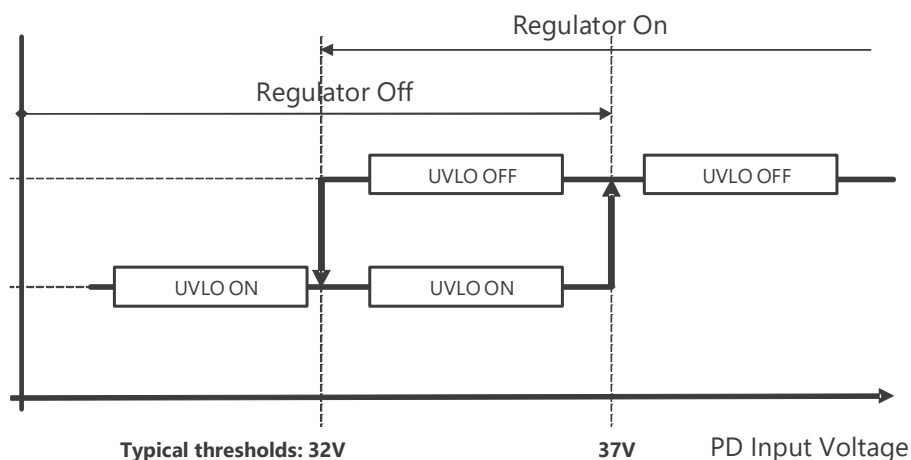 Regulator On
Regulator Off
UVLO OFF
UVLO OFF
UVLO ON
UVLO ON
Typical thresholds: 32V
37V
PD Input Voltage